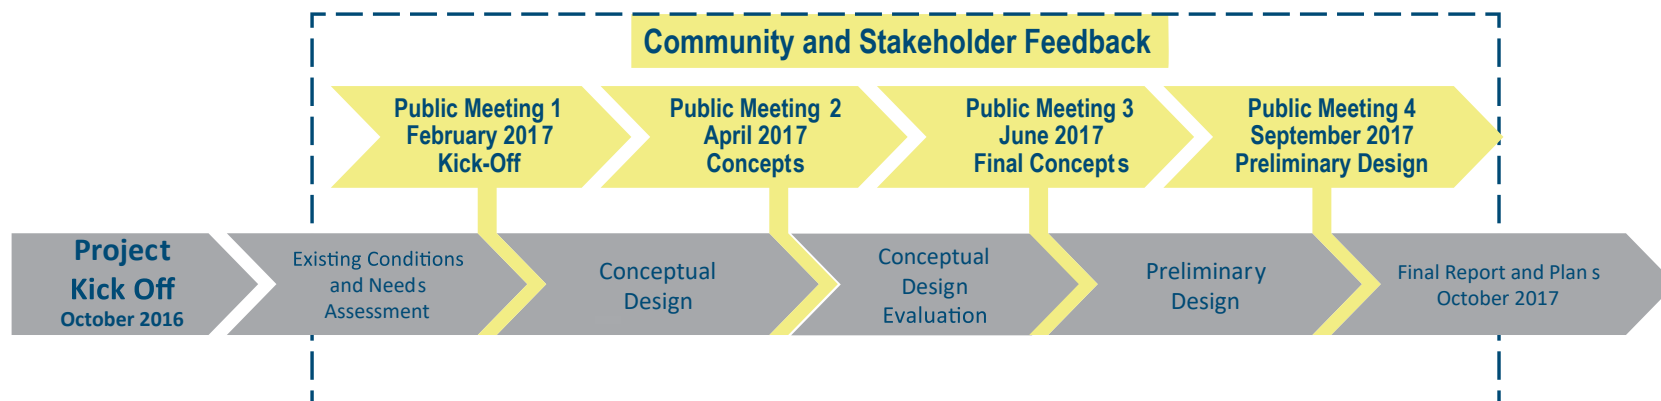 Community and Stakeholder Feedback
Public Meeting 1
February 2017
Kick-Off
Public Meeting 2
April 2017
Concepts
Public Meeting 3
June 2017
Final Concepts
Public Meeting 4
September 2017
Preliminary Design
Project
Kick Off
October 2016
Existing Conditions
and Needs
Assessment
Conceptual
Design
Conceptual
Design
Evaluation
Preliminary
Design
Final Report and Plans
October 2017